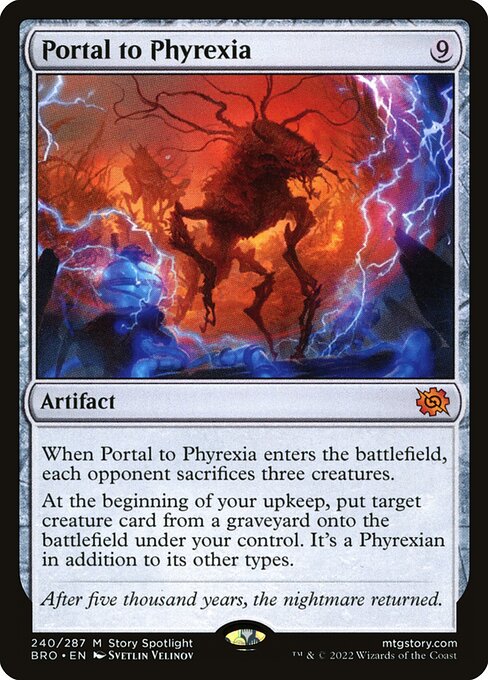 Portal to Phyrexia 9
Artifact
When Portal to Phyrexia enters the battlefield,
each opponent sacrifices three creatures.
At the beginning of your upkeep, put target
creature card from a graveyard onto the
battlefield under your control. It's a Phyrexian
in addition to its other types.
After five thousand years, the nightmare returned.
240/287 M Story Spotlight mtgstory.com
BRO • EN Svetlin Velinov ™ & © 2022 Wizards of the Coast